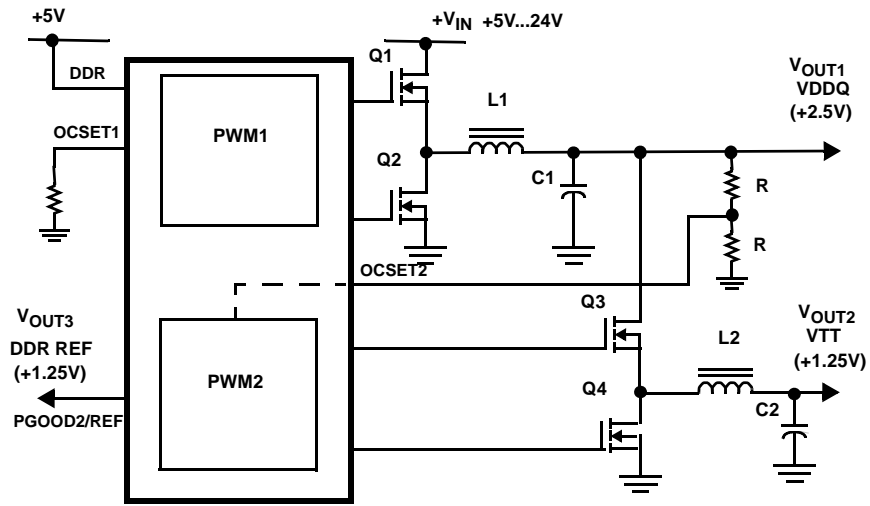 +5V
+VIN +5V...24V
DDR
Q1
OCSET1
PWM1
L1
VOUT1
VDDQ
(+2.5V)
Q2
C1
R
R
OCSET2
VOUT3
DDR REF
(+1.25V)
PGOOD2/REF
PWM2
Q3
Q4
L2
VOUT2
VTT
(+1.25V)
C2